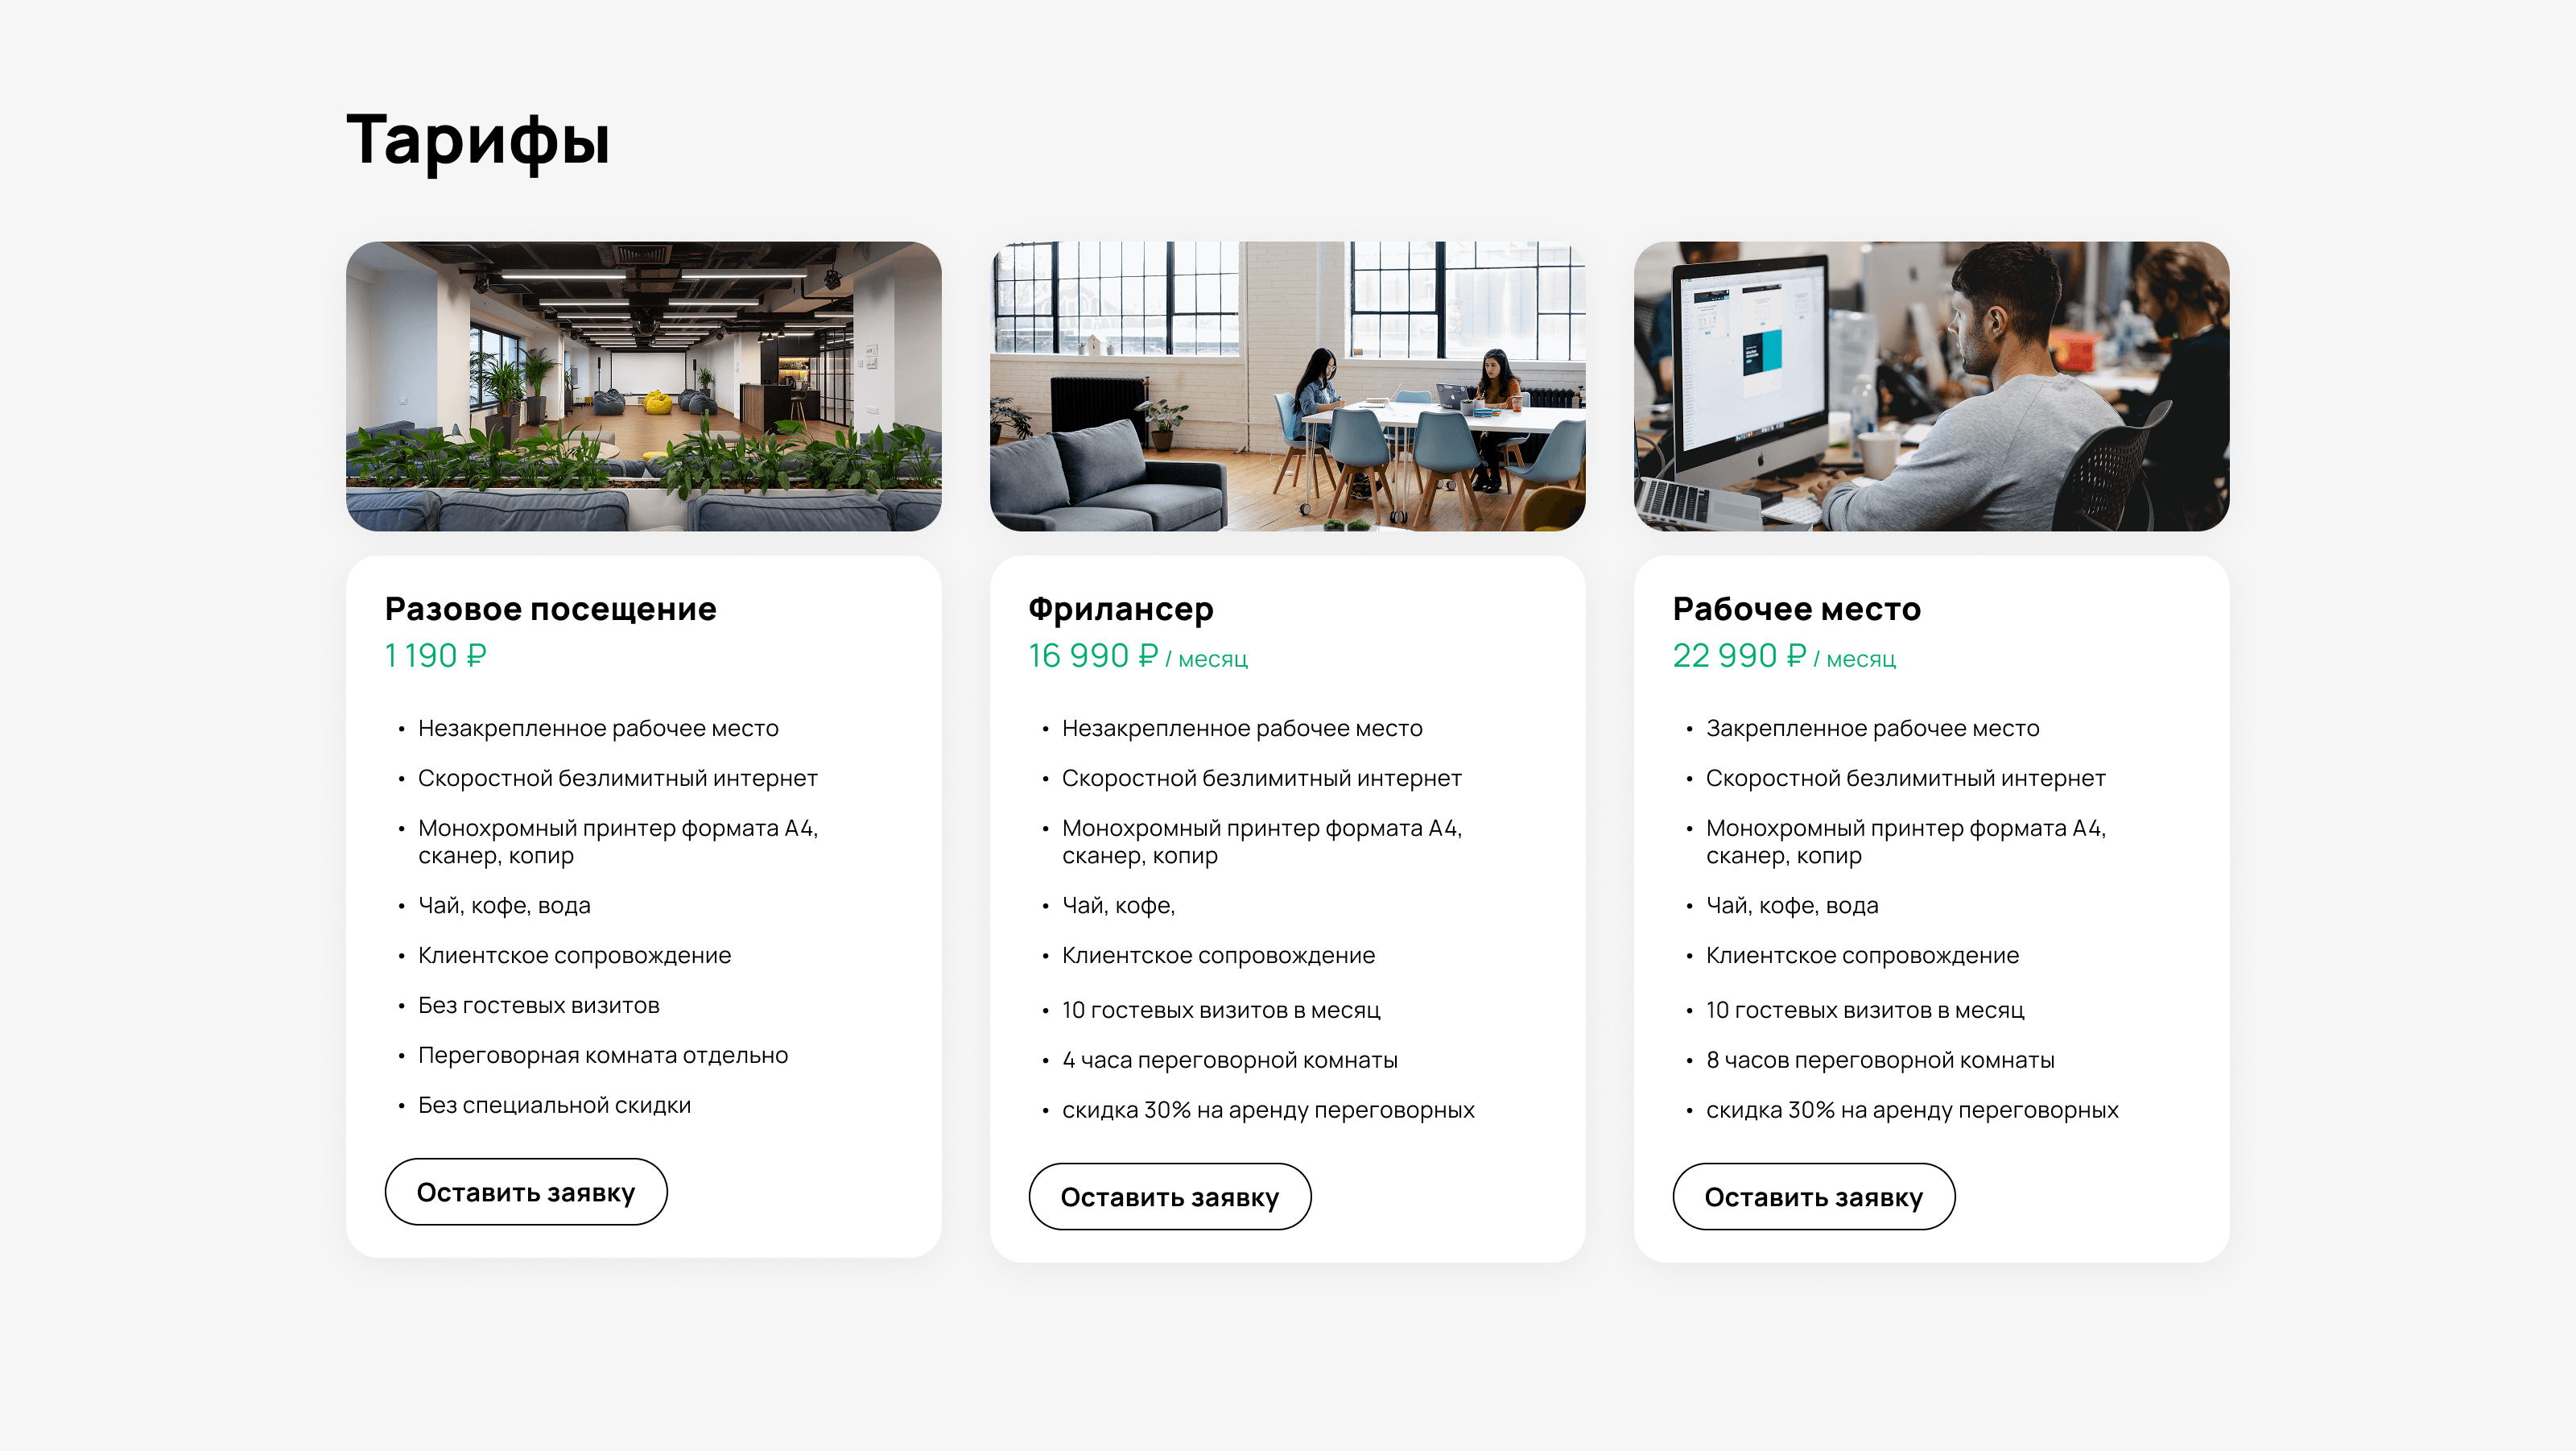 Тарифы
Разовое посещение
1 190 ₽
• Незакрепленное рабочее место
• Скоростной безлимитный интернет
• Монохромный принтер формата А4,
сканер, копир
• Чай, кофе, вода
• Клиентское сопровождение
• Без гостевых визитов
• Переговорная комната отдельно
• Без специальной скидки
Оставить заявку
Фрилансер
16 990 ₽ / месяц
• Незакрепленное рабочее место
• Скоростной безлимитный интернет
• Монохромный принтер формата А4,
сканер, копир
• Чай, кофе,
• Клиентское сопровождение
• 10 гостевых визитов в месяц
• 4 часа переговорной комнаты
• скидка 30% на аренду переговорных
Оставить заявку
Рабочее место
22 990 ₽ / месяц
• Закрепленное рабочее место
• Скоростной безлимитный интернет
• Монохромный принтер формата А4,
сканер, копир
• Чай, кофе, вода
• Клиентское сопровождение
• 10 гостевых визитов в месяц
• 8 часов переговорной комнаты
• скидка 30% на аренду переговорных
Оставить заявку